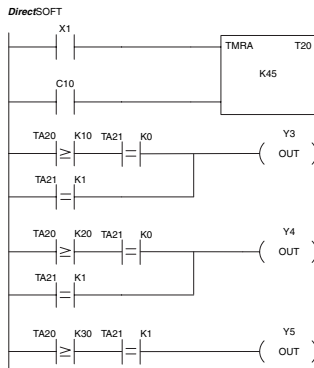 DirectSOFT
X1
TMRA T20
K45
C10
TA20 K10 TA21 K0 Y3
≥ = OUT
TA21 K1
=
TA20 K20 TA21 K0 Y4
≥ = OUT
TA21 K1
=
TA20 K30 TA21 K1 Y5
≥ = OUT